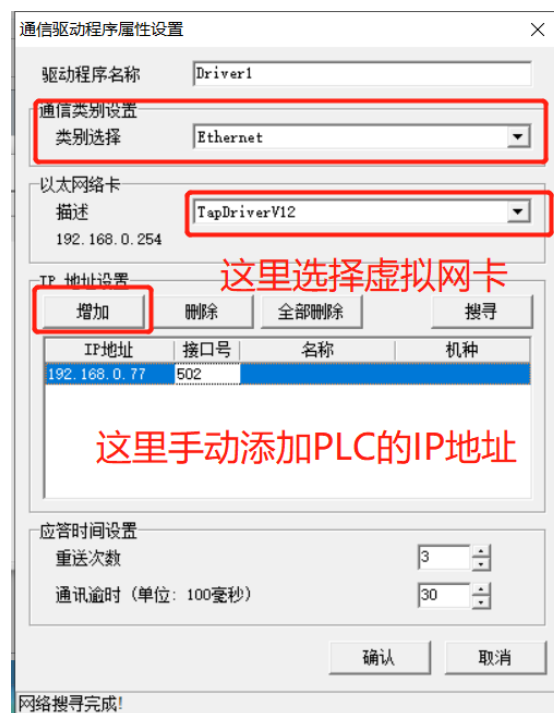 通信驱动程序属性设置
驱动程序名称 Driver1
通信类别设置
类别选择 Ethernet
以太网络卡
描述 TapDriverV12
192.168.0.254
这里选择虚拟网卡
IP 地址设置
增加 删除 全部删除 搜寻
IP地址 接口号 名称 机种
192.168.0.77 502
这里手动添加PLC的IP地址
应答时间设置
重送次数 3
通讯逾时（单位：100毫秒） 30
确认 取消
网络搜寻完成!